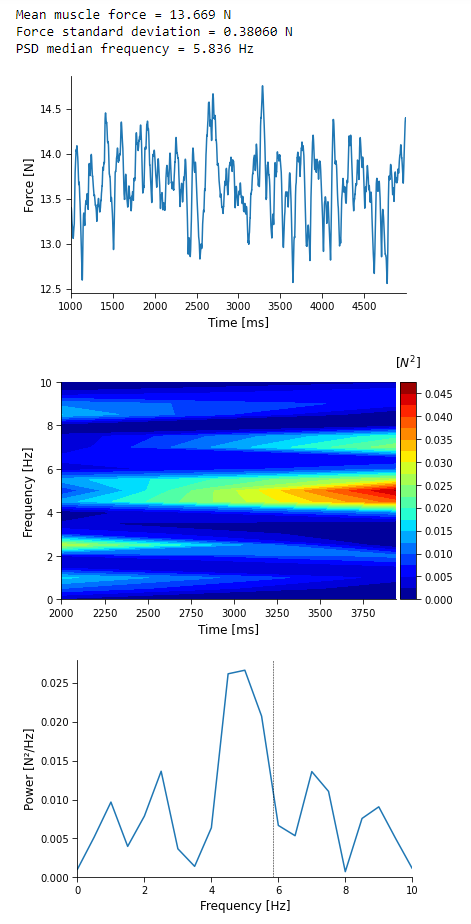 Mean muscle force = 13.669 N
Force standard deviation = 0.38060 N
PSD median frequency = 5.836 Hz
14.5
14.0
13.5
13.0
12.5
Force [N]
1000 1500 2000 2500 3000 3500 4000 4500
Time [ms]
[N²]
10
8
6
4
2
0
Frequency [Hz]
2000 2250 2500 2750 3000 3250 3500 3750
Time [ms]
0.045
0.040
0.035
0.030
0.025
0.020
0.015
0.010
0.005
0.000
0.025
0.020
0.015
0.010
0.005
0.000
Power [N²/Hz]
0 2 4 6 8 10
Frequency [Hz]